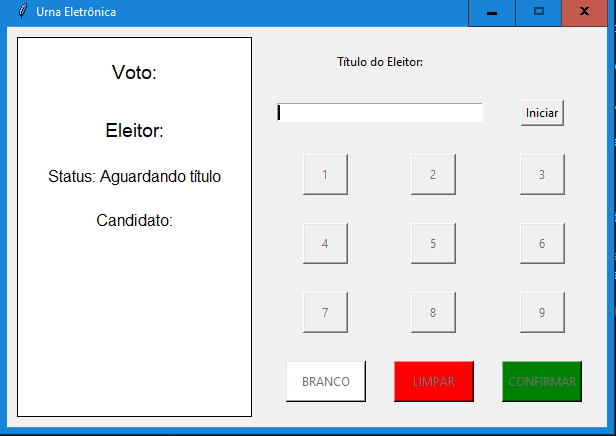 Urna Eletrônica
Voto:
Eleitor:
Status: Aguardando título
Candidato:
Título do Eleitor:
Iniciar
1 2 3
4 5 6
7 8 9
BRANCO LIMPAR CONFIRMAR